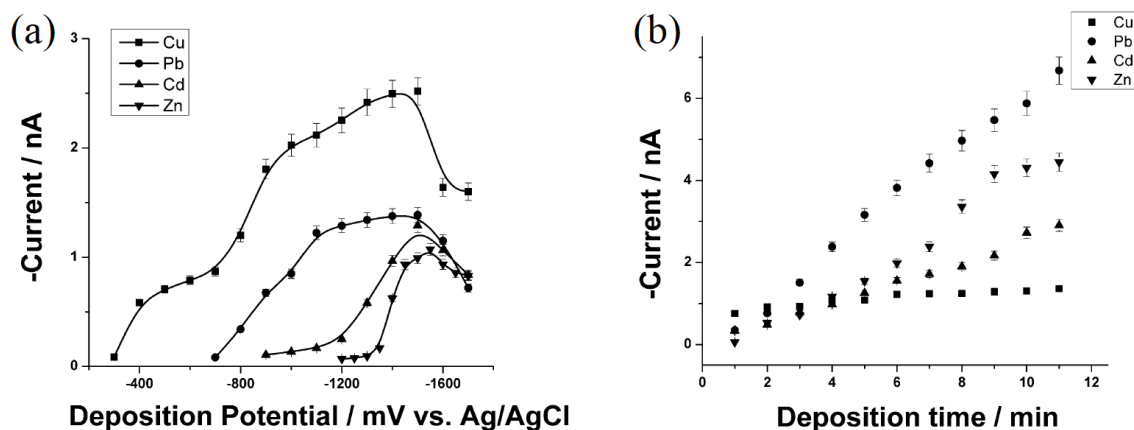 (a)
Cu
Pb
Cd
Zn
-Current / nA
3
2
1
0
-400
-800
-1200
-1600
Deposition Potential / mV vs. Ag/AgCl
(b)
Cu
Pb
Cd
Zn
-Current / nA
6
4
2
0
0
2
4
6
8
10
12
Deposition time / min